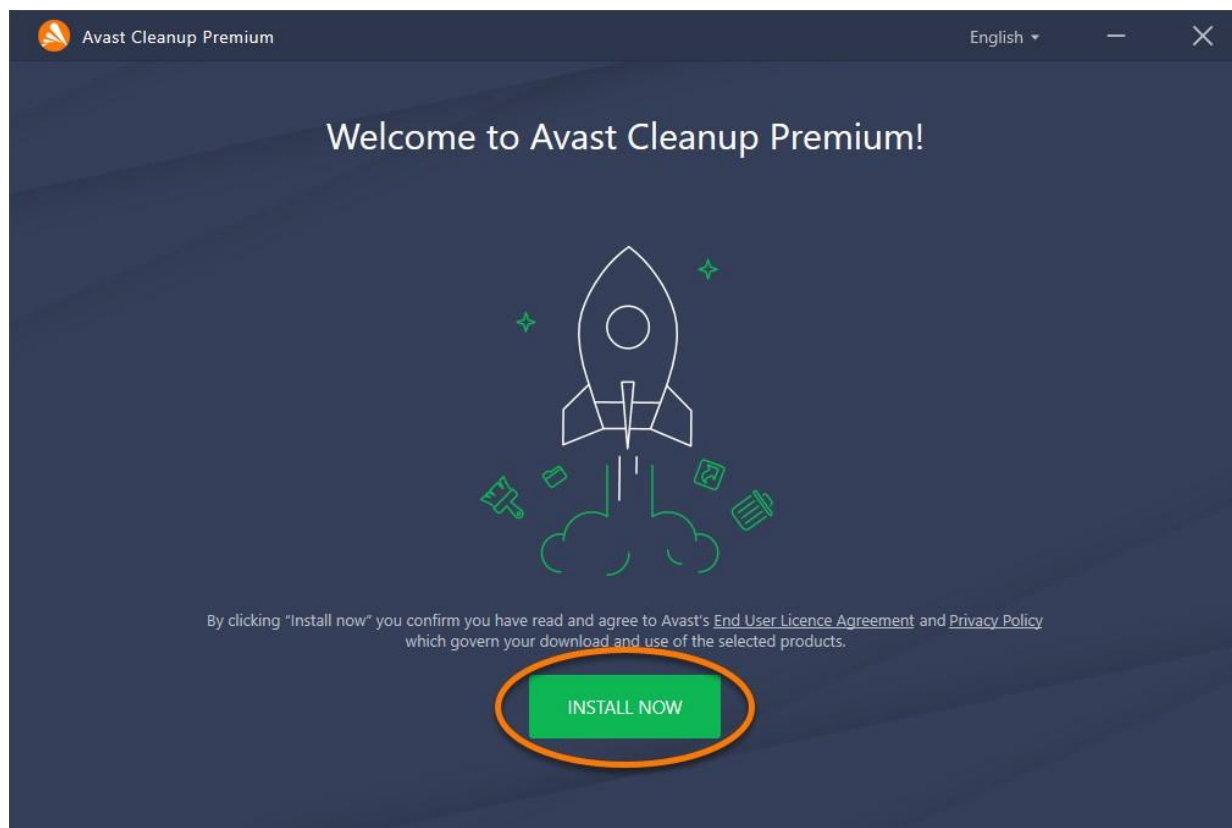 Avast Cleanup Premium
English
Welcome to Avast Cleanup Premium!
By clicking "Install now" you confirm you have read and agree to Avast's End User Licence Agreement and Privacy Policy
which govern your download and use of the selected products.
INSTALL NOW